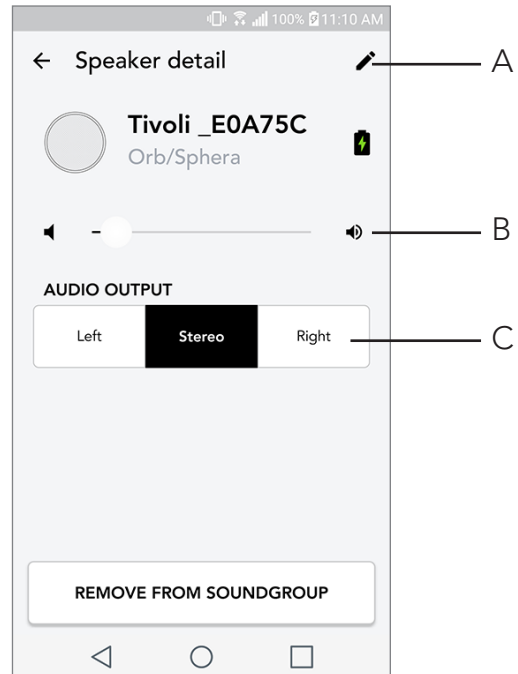 100% 11:10 AM
Speaker detail
A
Tivoli _E0A75C
Orb/Sphera
B
AUDIO OUTPUT
Left Stereo Right
C
REMOVE FROM SOUNDGROUP